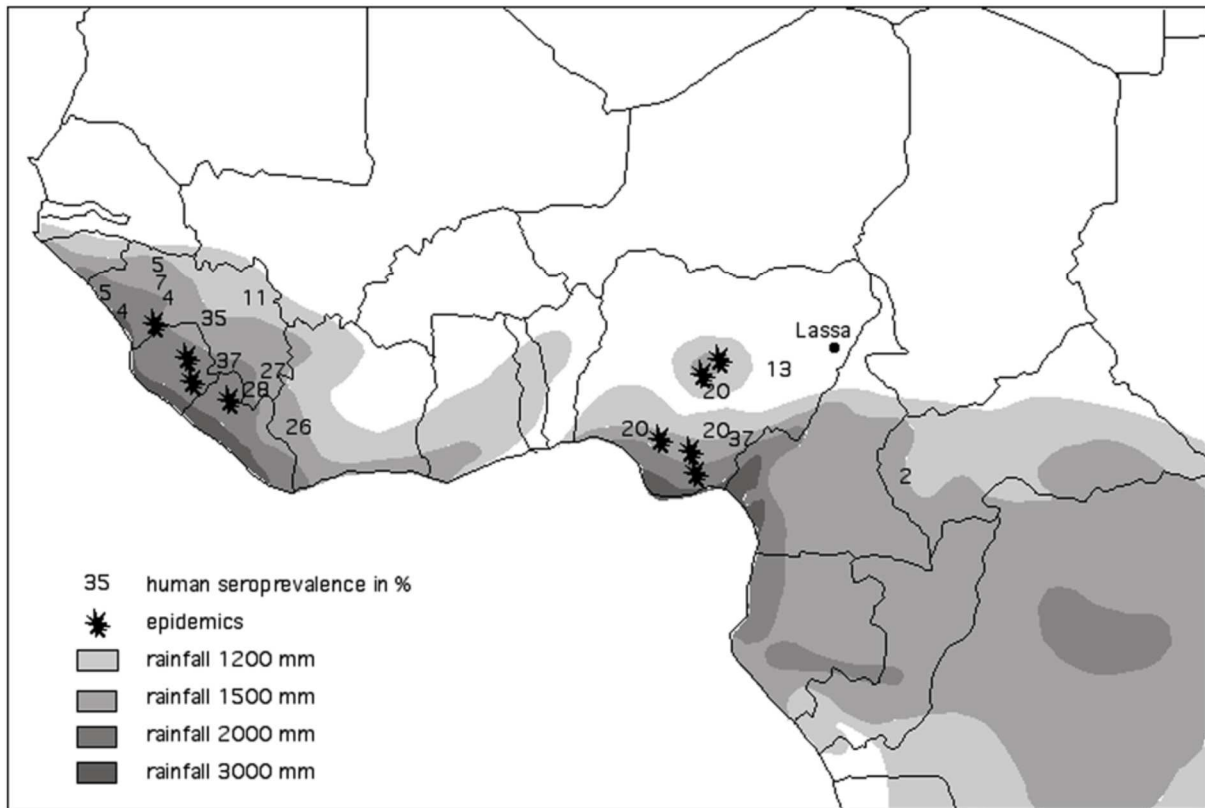 5
7
5
4
4
11
35
Lassa
37
27
13
28
20
26
20
20
37
2
35 human seroprevalence in %
epidemics
rainfall 1200 mm
rainfall 1500 mm
rainfall 2000 mm
rainfall 3000 mm